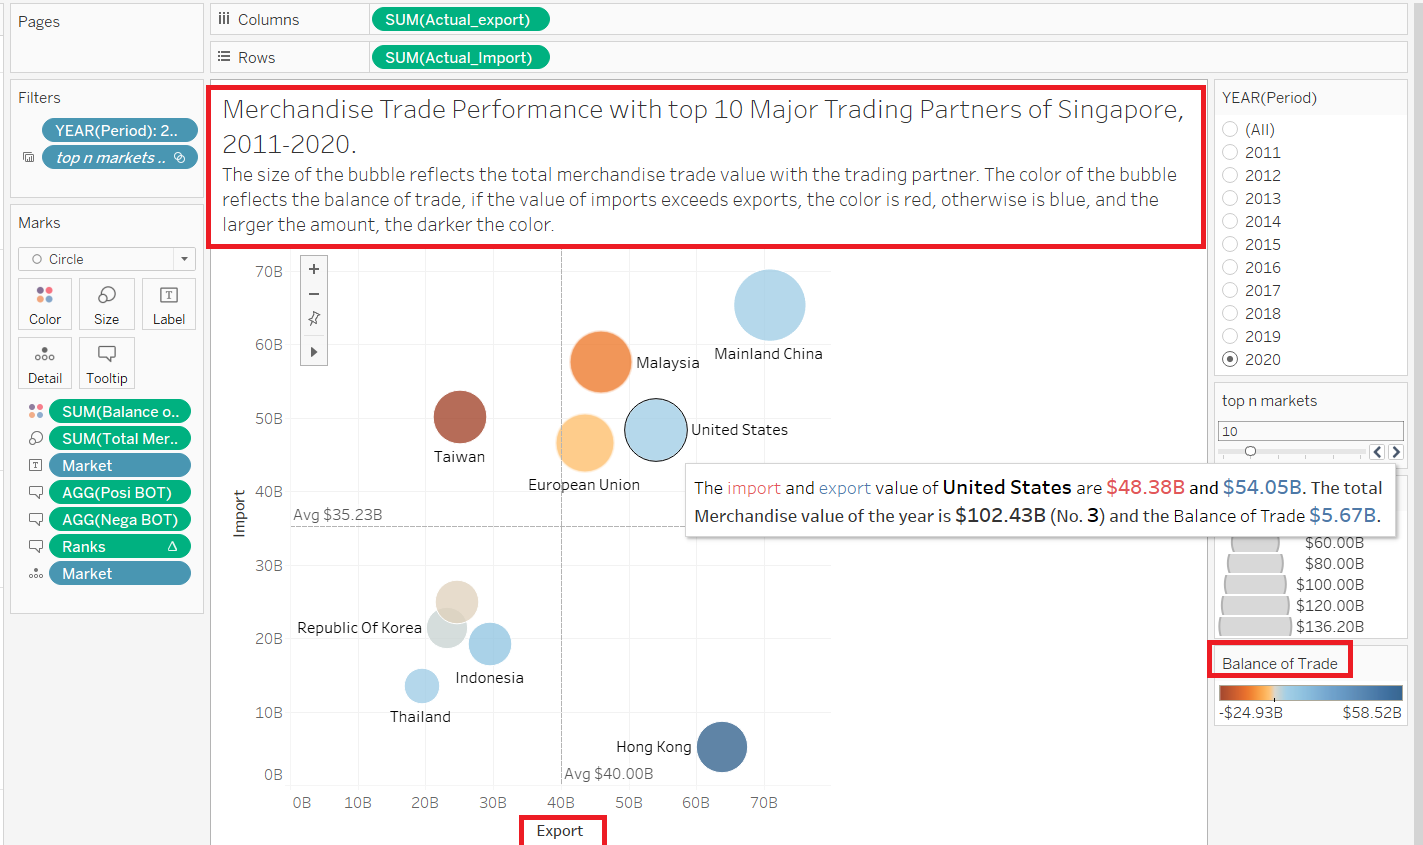 Pages
Columns
SUM(Actual_export)
Rows
SUM(Actual_Import)
Filters
YEAR(Period): 2..
top n markets ..
Marks
Circle
Color
Size
Label
Detail
Tooltip
SUM(Balance o..
SUM(Total Mer..
Market
AGG(Posi BOT)
AGG(Nega BOT)
Ranks
Market
Merchandise Trade Performance with top 10 Major Trading Partners of Singapore,
2011-2020.
The size of the bubble reflects the total merchandise trade value with the trading partner. The color of the bubble
reflects the balance of trade, if the value of imports exceeds exports, the color is red, otherwise is blue, and the
larger the amount, the darker the color.
70B
60B
50B
40B
30B
20B
10B
0B
Import
Mainland China
Malaysia
United States
Taiwan
European Union
Avg $35.23B
The import and export value of United States are $48.38B and $54.05B. The total
Merchandise value of the year is $102.43B (No. 3) and the Balance of Trade $5.67B.
Republic Of Korea
Indonesia
Thailand
Hong Kong
Avg $40.00B
0B
10B
20B
30B
40B
50B
60B
70B
Export
YEAR(Period)
(All)
2011
2012
2013
2014
2015
2016
2017
2018
2019
2020
top n markets
10
$60.00B
$80.00B
$100.00B
$120.00B
$136.20B
Balance of Trade
-$24.93B
$58.52B